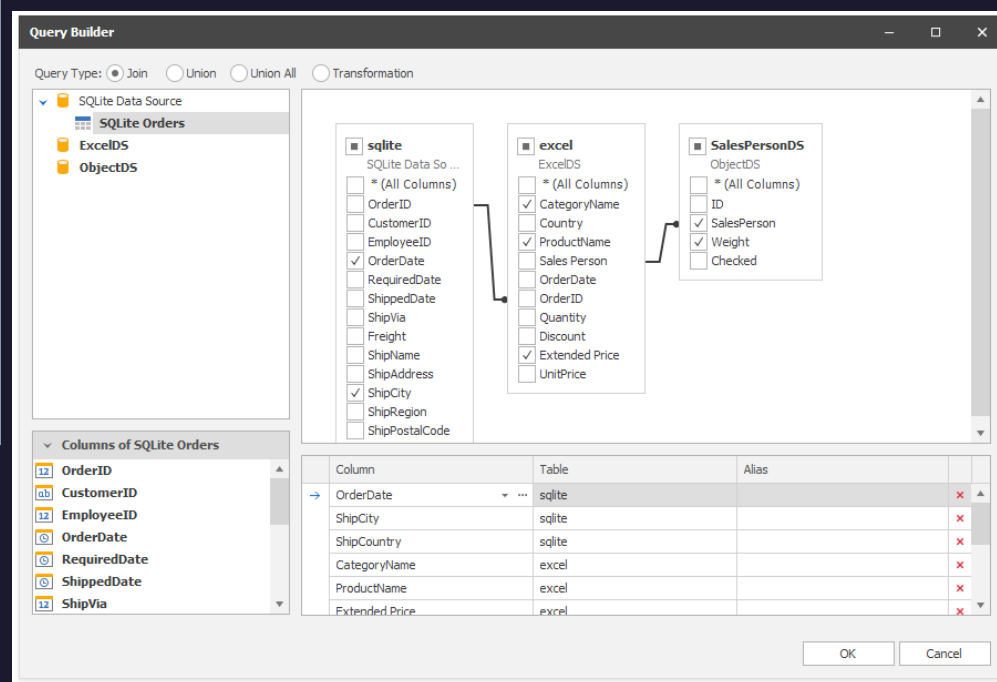 Query Builder
Query Type: Join Union Union All Transformation
SQLite Data Source
SQLite Orders
ExcelDS
ObjectDS
sqlite
SQLite Data So ...
* (All Columns)
OrderID
CustomerID
EmployeeID
OrderDate
RequiredDate
ShippedDate
ShipVia
Freight
ShipName
ShipAddress
ShipCity
ShipRegion
ShipPostalCode
excel
ExcelDS
* (All Columns)
CategoryName
Country
ProductName
Sales Person
OrderDate
OrderID
Quantity
Discount
Extended Price
UnitPrice
SalesPersonDS
ObjectDS
* (All Columns)
ID
SalesPerson
Weight
Checked
Columns of SQLite Orders
12 OrderID
ab CustomerID
12 EmployeeID
OrderDate
RequiredDate
ShippedDate
12 ShipVia
Column Table Alias
OrderDate ... sqlite
ShipCity sqlite
ShipCountry sqlite
CategoryName excel
ProductName excel
Extended Price excel
OK Cancel